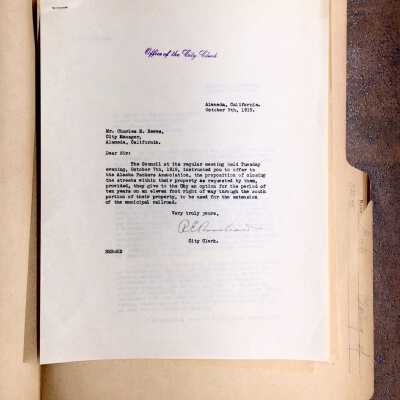 Office of the City Clerk
Alameda, California.
October 9th, 1919.
Mr. Charles E. Hewes,
City Manager,
Alameda, California.
Dear Sir:
The Council at its regular meeting held Tuesday
evening, October 7th, 1919, instructed you to offer to
the Alaska Packers Association, the proposition of closing
the streets within their property as requested by them,
provided, they give to the City an option for the period of
ten years on an eleven foot right of way through the south
portion of their property, to be used for the extension
of the municipal railroad.
Very truly yours,
City Clerk.